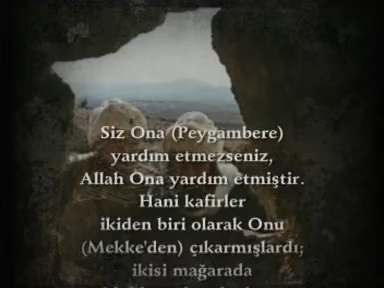 Siz Ona (Peygambere)
yardım etmezseniz,
Allah Ona yardım etmiştir.
Hani kafirler
ikiden biri olarak Onu
(Mekke'den) çıkarmışlardı;
ikisi mağarada